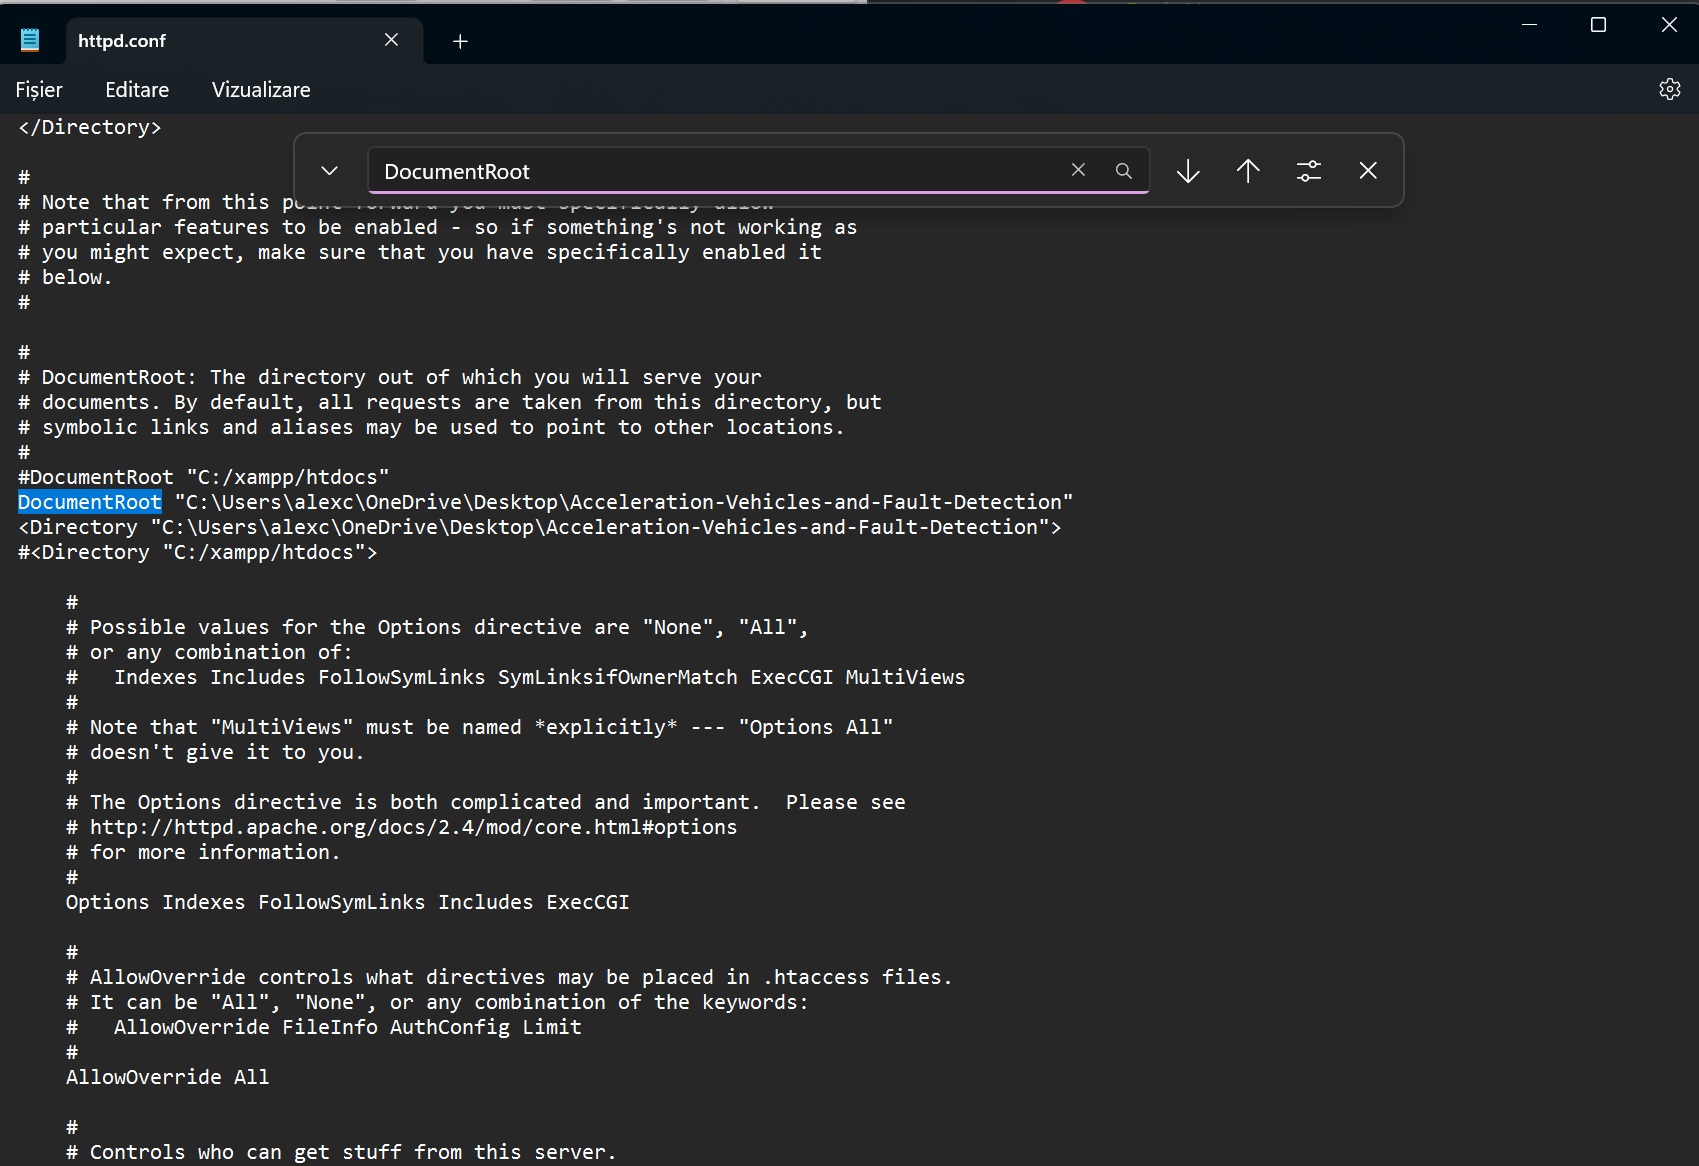 httpd.conf
Fișier Editare Vizualizare
</Directory>
DocumentRoot
#
# Note that from this point forward you must specifically allow
# particular features to be enabled - so if something's not working as
# you might expect, make sure that you have specifically enabled it
# below.
#
#
# DocumentRoot: The directory out of which you will serve your
# documents. By default, all requests are taken from this directory, but
# symbolic links and aliases may be used to point to other locations.
#
#DocumentRoot "C:/xampp/htdocs"
DocumentRoot "C:\Users\alexc\OneDrive\Desktop\Acceleration-Vehicles-and-Fault-Detection"
<Directory "C:\Users\alexc\OneDrive\Desktop\Acceleration-Vehicles-and-Fault-Detection">
#<Directory "C:/xampp/htdocs">
#
# Possible values for the Options directive are "None", "All",
# or any combination of:
#   Indexes Includes FollowSymLinks SymLinksifOwnerMatch ExecCGI MultiViews
#
# Note that "MultiViews" must be named *explicitly* --- "Options All"
# doesn't give it to you.
#
# The Options directive is both complicated and important.  Please see
# http://httpd.apache.org/docs/2.4/mod/core.html#options
# for more information.
#
Options Indexes FollowSymLinks Includes ExecCGI
#
# AllowOverride controls what directives may be placed in .htaccess files.
# It can be "All", "None", or any combination of the keywords:
#   AllowOverride FileInfo AuthConfig Limit
#
AllowOverride All
#
# Controls who can get stuff from this server.